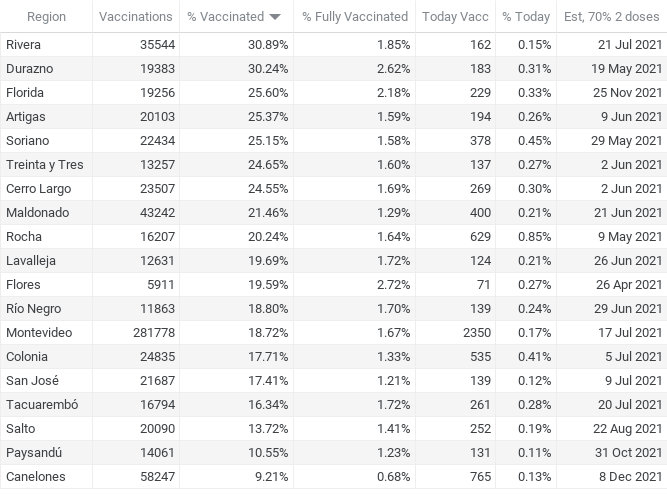 Region Vaccinations % Vaccinated % Fully Vaccinated Today Vacc % Today Est, 70% 2 doses
Rivera 35544 30.89% 1.85% 162 0.15% 21 Jul 2021
Durazno 19383 30.24% 2.62% 183 0.31% 19 May 2021
Florida 19256 25.60% 2.18% 229 0.33% 25 Nov 2021
Artigas 20103 25.37% 1.59% 194 0.26% 9 Jun 2021
Soriano 22434 25.15% 1.58% 378 0.45% 29 May 2021
Treinta y Tres 13257 24.65% 1.60% 137 0.27% 2 Jun 2021
Cerro Largo 23507 24.55% 1.69% 269 0.30% 2 Jun 2021
Maldonado 43242 21.46% 1.29% 400 0.21% 21 Jun 2021
Rocha 16207 20.24% 1.64% 629 0.85% 9 May 2021
Lavalleja 12631 19.69% 1.72% 124 0.21% 26 Jun 2021
Flores 5911 19.59% 2.72% 71 0.27% 26 Apr 2021
Río Negro 11863 18.80% 1.70% 139 0.24% 29 Jun 2021
Montevideo 281778 18.72% 1.67% 2350 0.17% 17 Jul 2021
Colonia 24835 17.71% 1.33% 535 0.41% 5 Jul 2021
San José 21687 17.41% 1.21% 139 0.12% 9 Jul 2021
Tacuarembó 16794 16.34% 1.72% 261 0.28% 20 Jul 2021
Salto 20090 13.72% 1.41% 252 0.19% 22 Aug 2021
Paysandú 14061 10.55% 1.23% 131 0.11% 31 Oct 2021
Canelones 58247 9.21% 0.68% 765 0.13% 8 Dec 2021